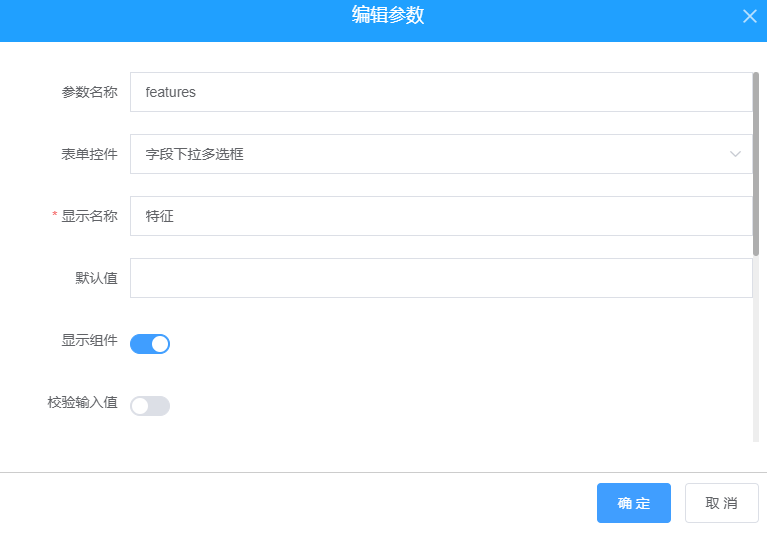 编辑参数
参数名称 features
表单控件 字段下拉多选框
* 显示名称 特征
默认值
显示组件
校验输入值
确定 取消